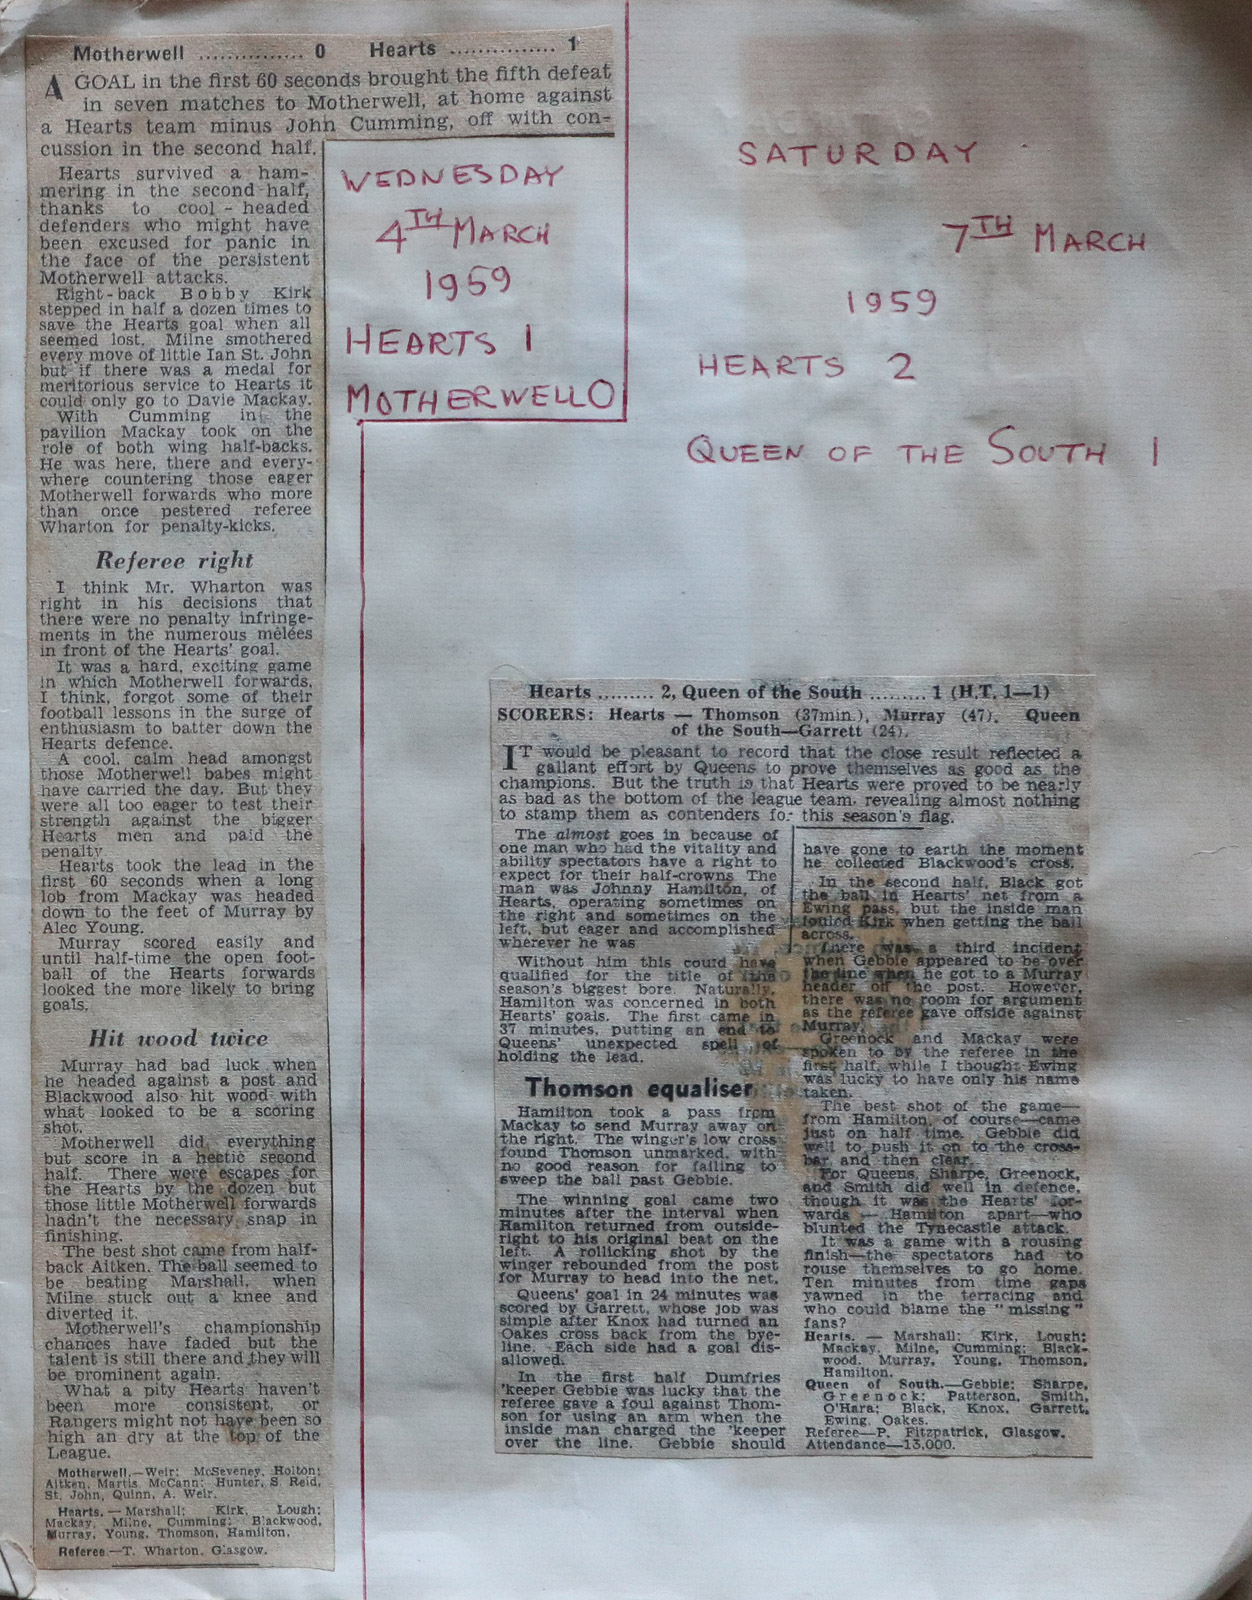 Motherwell ............... 0 Hearts ............... 1
A GOAL in the first 60 seconds brought the fifth defeat
in seven matches to Motherwell, at home against
a Hearts team minus John Cumming, off with con-
cussion in the second half.
Hearts survived a ham-
mering in the second half,
thanks to cool-headed
defenders who might have
been excused for panic in
the face of the persistent
Motherwell attacks.
Right-back Bobby Kirk
stepped in half a dozen times to
save the Hearts goal when all
seemed lost. Milne smothered
every move of little Ian St. John
but if there was a medal for
meritorious service to Hearts it
could only go to Davie Mackay.
With Cumming in the
pavilion Mackay took on the
role of both wing half-backs.
He was here, there and every-
where countering those eager
Motherwell forwards who more
than once pestered referee
Wharton for penalty-kicks.
Referee right
I think Mr. Wharton was
right in his decisions that
there were no penalty infringe-
ments in the numerous mêlées
in front of the Hearts' goal.
It was a hard, exciting game
in which Motherwell forwards,
I think, forgot some of their
football lessons in the surge of
enthusiasm to batter down the
Hearts defence.
A cool, calm head amongst
those Motherwell babes might
have carried the day. But they
were all too eager to test their
strength against the bigger
Hearts men and paid the
penalty.
Hearts took the lead in the
first 60 seconds when a long
lob from Mackay was headed
down to the feet of Murray by
Alec Young.
Murray scored easily and
until half-time the open foot-
ball of the Hearts forwards
looked the more likely to bring
goals.
Hit wood twice
Murray had bad luck when
he headed against a post and
Blackwood also hit wood with
what looked to be a scoring
shot.
Motherwell did everything
but score in a hectic second
half. There were escapes for
the Hearts by the dozen but
those little Motherwell forwards
hadn't the necessary snap in
finishing.
The best shot came from half-
back Aitken. The ball seemed to
be beating Marshall, when
Milne stuck out a knee and
diverted it.
Motherwell's championship
chances have faded but the
talent is still there and they will
be prominent again.
What a pity Hearts haven't
been more consistent, or
Rangers might not have been so
high an dry at the top of the
League.
Motherwell.—Weir; McSeveney, Holton;
Aitken, Martis McCann; Hunter, S. Reid,
St. John, Quinn, A. Weir.
Hearts. — Marshall; Kirk, Lough;
Mackay, Milne, Cumming; Blackwood,
Murray, Young, Thomson, Hamilton.
Referee—T. Wharton, Glasgow.
WEDNESDAY
4TH MARCH
1959
HEARTS 1
MOTHERWELL 0
SATURDAY
7TH MARCH
1959
HEARTS 2
QUEEN OF THE SOUTH 1
Hearts ......... 2, Queen of the South ......... 1 (H.T. 1—1)
SCORERS: Hearts — Thomson (37min.), Murray (47). Queen
of the South—Garrett (24).
IT would be pleasant to record that the close result reflected a
gallant effort by Queens to prove themselves as good as the
champions. But the truth is that Hearts were proved to be nearly
as bad as the bottom of the league team, revealing almost nothing
to stamp them as contenders for this season's flag.
The almost goes in because of
one man who had the vitality and
ability spectators have a right to
expect for their half-crowns The
man was Johnny Hamilton, of
Hearts, operating sometimes on
the right and sometimes on the
left, but eager and accomplished
wherever he was
Without him this could have
qualified for the title of the
season's biggest bore. Naturally,
Hamilton was concerned in both
Hearts' goals. The first came in
37 minutes, putting an end to
Queens' unexpected spell of
holding the lead.
Thomson equaliser
Hamilton took a pass from
Mackay to send Murray away on
the right. The winger's low cross
found Thomson unmarked, with
no good reason for failing to
sweep the ball past Gebbie.
The winning goal came two
minutes after the interval when
Hamilton returned from outside-
right to his original beat on the
left. A rollicking shot by the
winger rebounded from the post
for Murray to head into the net.
Queens' goal in 24 minutes was
scored by Garrett, whose job was
simple after Knox had turned an
Oakes cross back from the bye-
line. Each side had a goal dis-
allowed.
In the first half Dumfries
'keeper Gebbie was lucky that the
referee gave a foul against Thom-
son for using an arm when the
inside man charged the 'keeper
over the line. Gebbie should
have gone to earth the moment
he collected Blackwood's cross.
In the second half, Black got
the ball in Hearts' net from a
Ewing pass, but the inside man
fouled Kirk when getting the ball
across.
There was a third incident
when Gebbie appeared to be over
the line when he got to a Murray
header off the post. However,
there was no room for argument
as the referee gave offside against
Murray.
Greenock and Mackay were
spoken to by the referee in the
first half, while I thought Ewing
was lucky to have only his name
taken.
The best shot of the game—
from Hamilton, of course—came
just on half time. Gebbie did
well to push it on to the cross-
bar and then clear.
For Queens, Sharpe, Greenock,
and Smith did well in defence,
though it was the Hearts' for-
wards — Hamilton apart—who
blunted the Tynecastle attack.
It was a game with a rousing
finish—the spectators had to
rouse themselves to go home.
Ten minutes from time gaps
yawned in the terracing and
who could blame the "missing"
fans?
Hearts. — Marshall; Kirk, Lough;
Mackay, Milne, Cumming; Black-
wood, Murray, Young, Thomson,
Hamilton.
Queen of South.—Gebbie; Sharpe,
Greenock; Patterson, Smith,
O'Hara; Black, Knox, Garrett,
Ewing, Oakes.
Referee—P. Fitzpatrick, Glasgow.
Attendance—13,000.